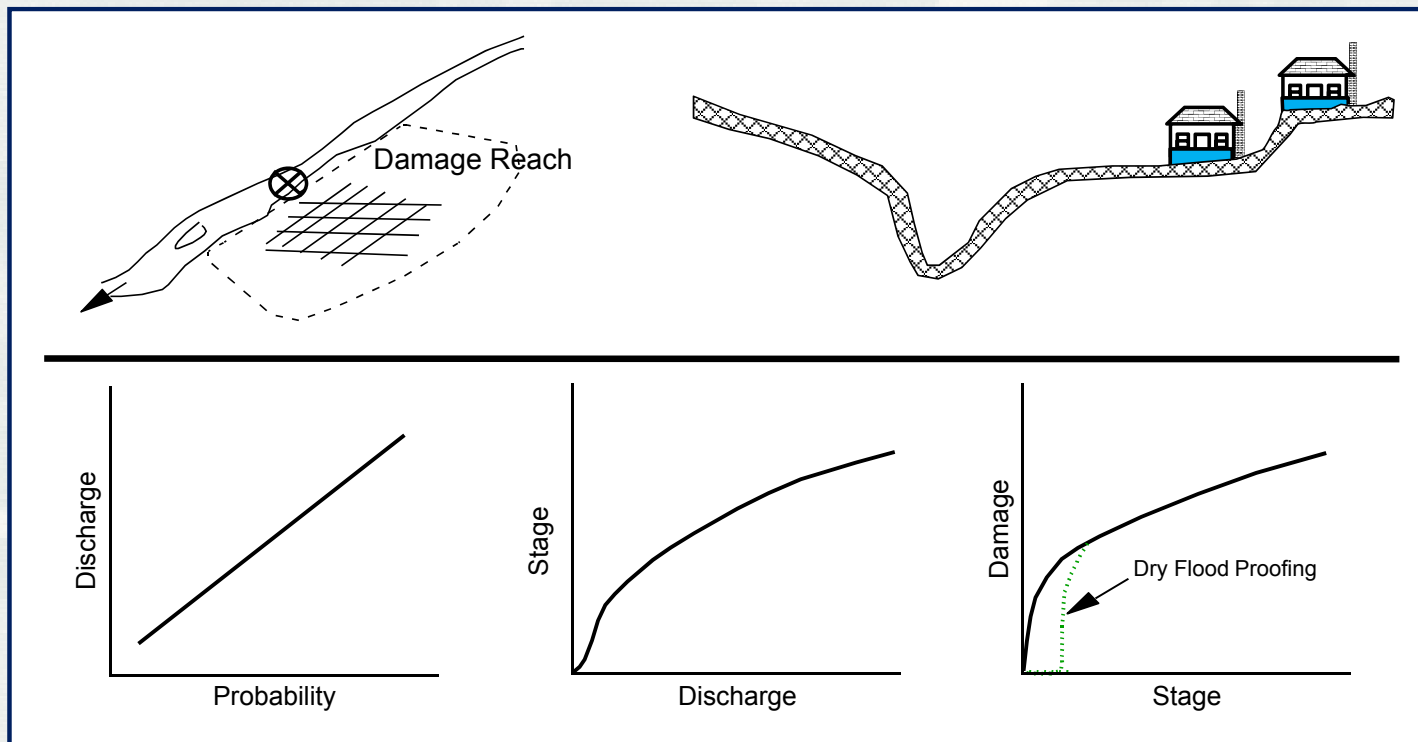 Damage Reach
Discharge
Probability
Stage
Discharge
Damage
Dry Flood Proofing
Stage